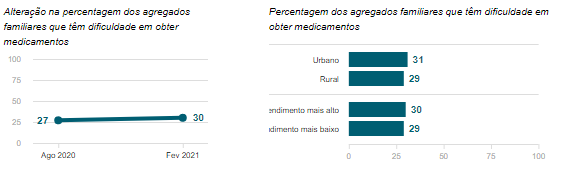 Alteração na percentagem dos agregados
familiares que têm dificuldade em obter
medicamentos
100
75
50
25
0
27
30
Ago 2020
Fev 2021
Percentagem dos agregados familiares que têm dificuldade em
obter medicamentos
Urbano 31
Rural 29
mais alto 30
mais baixo 29
0 25 50 75 100